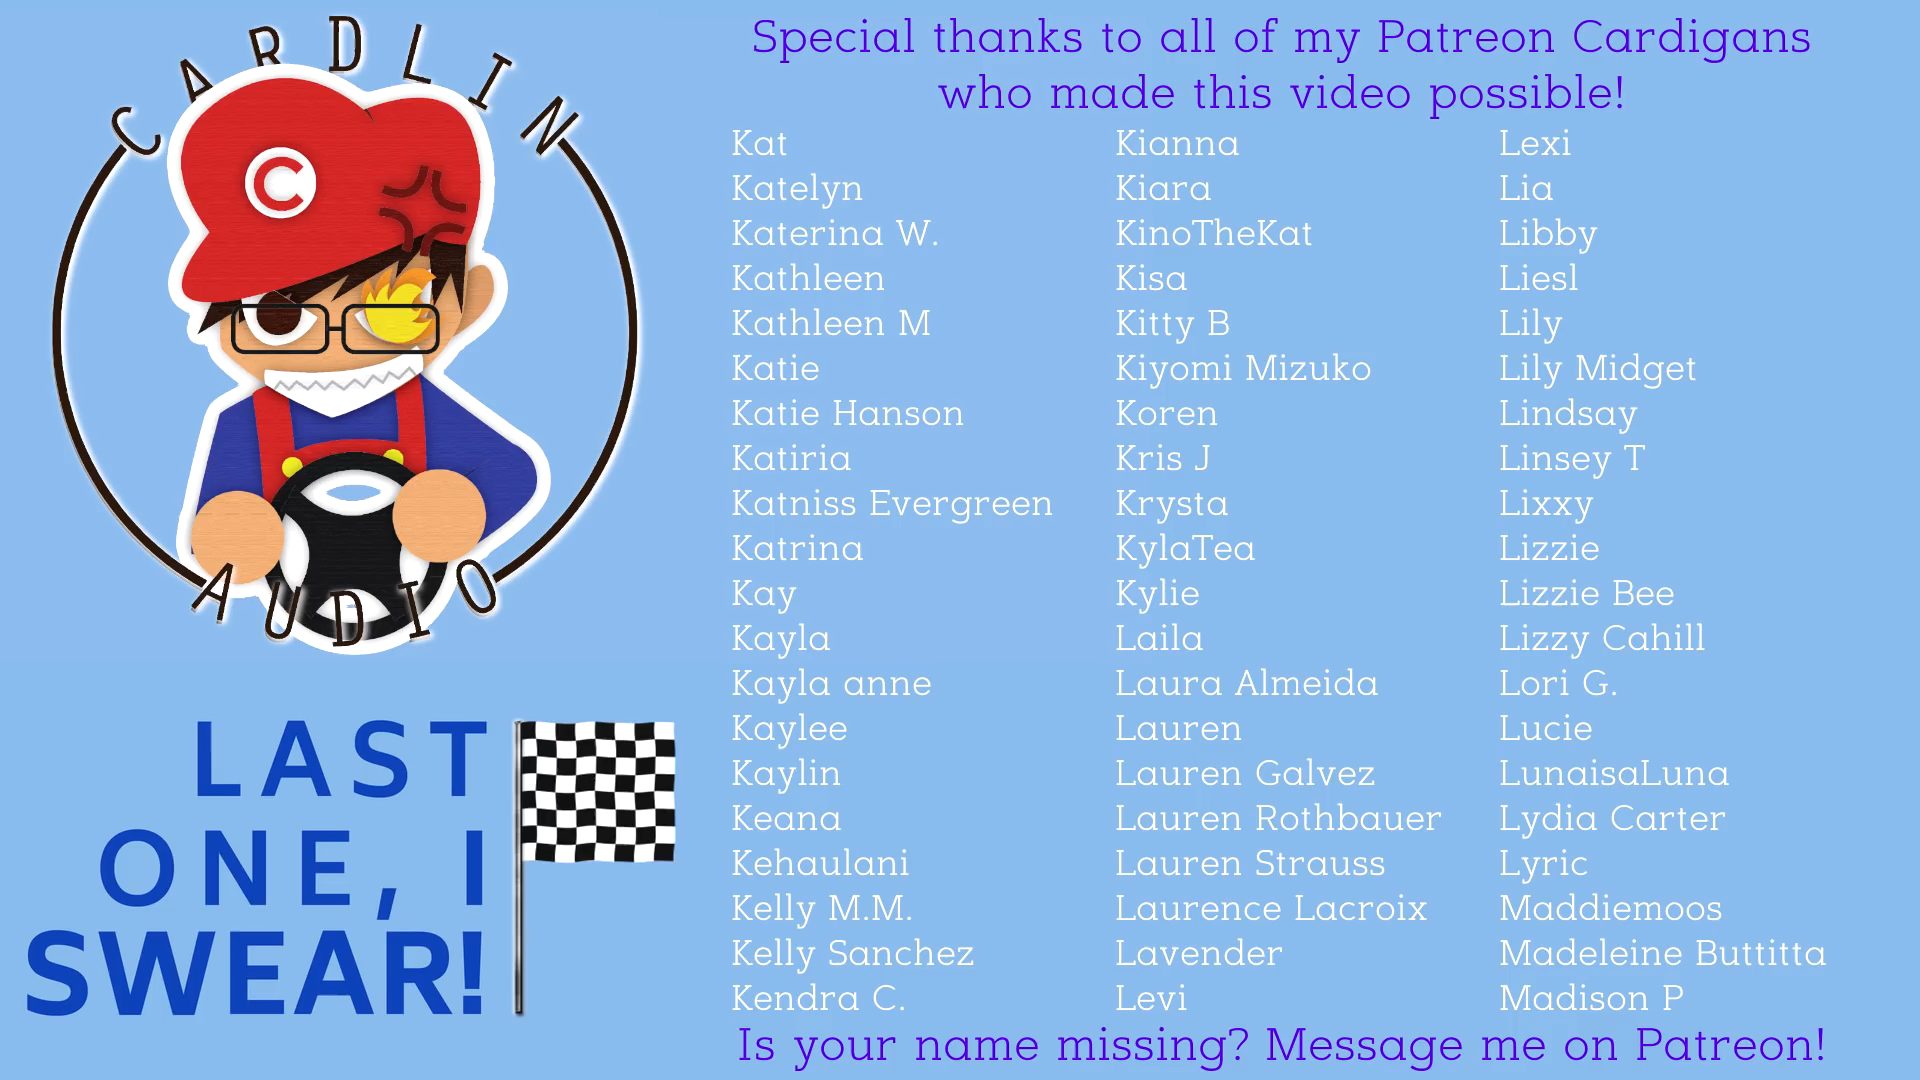 CARDLIN
C
AUDIO
LAST
ONE, I
SWEAR!
Special thanks to all of my Patreon Cardigans
who made this video possible!
Kat
Katelyn
Katerina W.
Kathleen
Kathleen M
Katie
Katie Hanson
Katiria
Katniss Evergreen
Katrina
Kay
Kayla
Kayla anne
Kaylee
Kaylin
Keana
Kehaulani
Kelly M.M.
Kelly Sanchez
Kendra C.
Kianna
Kiara
KinoTheKat
Kisa
Kitty B
Kiyomi Mizuko
Koren
Kris J
Krysta
KylaTea
Kylie
Laila
Laura Almeida
Lauren
Lauren Galvez
Lauren Rothbauer
Lauren Strauss
Laurence Lacroix
Lavender
Levi
Lexi
Lia
Libby
Liesl
Lily
Lily Midget
Lindsay
Linsey T
Lixxy
Lizzie
Lizzie Bee
Lizzy Cahill
Lori G.
Lucie
LunaisaLuna
Lydia Carter
Lyric
Maddiemoos
Madeleine Buttitta
Madison P
Is your name missing? Message me on Patreon!